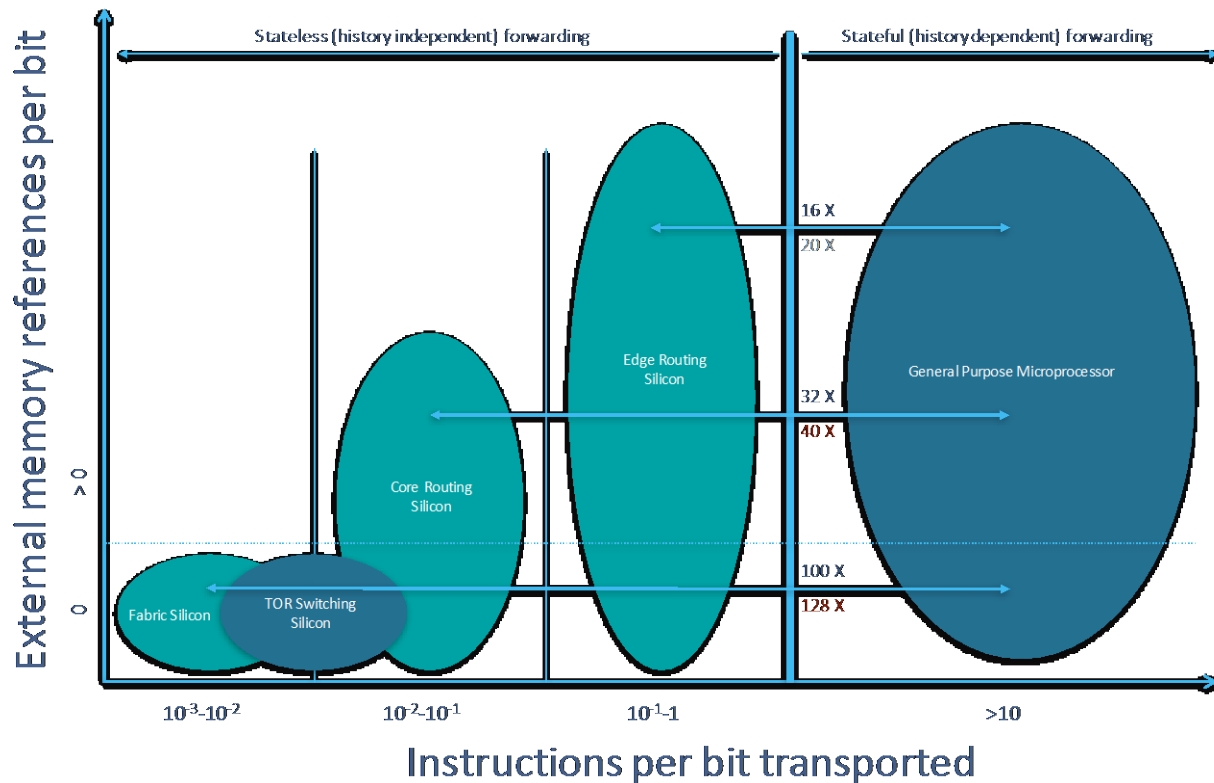 Stateless (history independent) forwarding
Stateful (history dependent) forwarding
External memory references per bit
> 0
0
16 X
20 X
Edge Routing
Silicon
General Purpose Microprocessor
32 X
40 X
Core Routing
Silicon
100 X
128 X
Fabric Silicon
TOR Switching
Silicon
10⁻³-10⁻²
10⁻²-10⁻¹
10⁻¹-1
>10
Instructions per bit transported